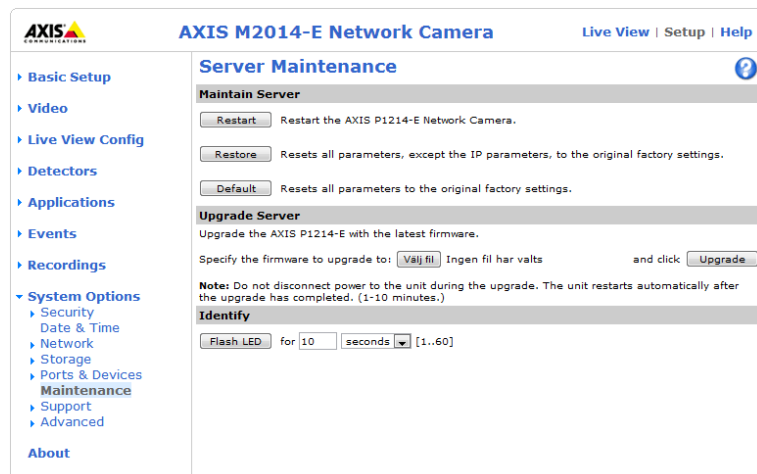 AXIS
COMMUNICATIONS
AXIS M2014-E Network Camera
Live View | Setup | Help
Basic Setup
Video
Live View Config
Detectors
Applications
Events
Recordings
System Options
Security
Date & Time
Network
Storage
Ports & Devices
Maintenance
Support
Advanced
About
Server Maintenance
?
Maintain Server
Restart Restart the AXIS P1214-E Network Camera.
Restore Resets all parameters, except the IP parameters, to the original factory settings.
Default Resets all parameters to the original factory settings.
Upgrade Server
Upgrade the AXIS P1214-E with the latest firmware.
Specify the firmware to upgrade to: Välj fil Ingen fil har valts and click Upgrade
Note: Do not disconnect power to the unit during the upgrade. The unit restarts automatically after
the upgrade has completed. (1-10 minutes.)
Identify
Flash LED for 10 seconds [1..60]